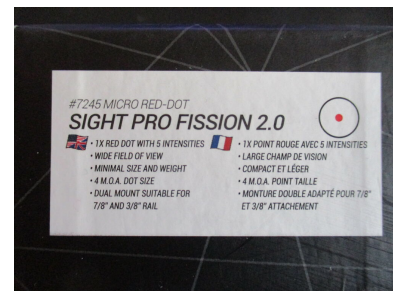 #7245 MICRO RED-DOT
SIGHT PRO FISSION 2.0
• 1X RED DOT WITH 5 INTENSITIES
• WIDE FIELD OF VIEW
• MINIMAL SIZE AND WEIGHT
• 4 M.O.A. DOT SIZE
• DUAL MOUNT SUITABLE FOR
7/8" AND 3/8" RAIL
• 1X POINT ROUGE AVEC 5 INTENSITIES
• LARGE CHAMP DE VISION
• COMPACT ET LÉGER
• 4 M.O.A. POINT TAILLE
• MONTURE DOUBLE ADAPTÉ POUR 7/8"
ET 3/8" ATTACHEMENT